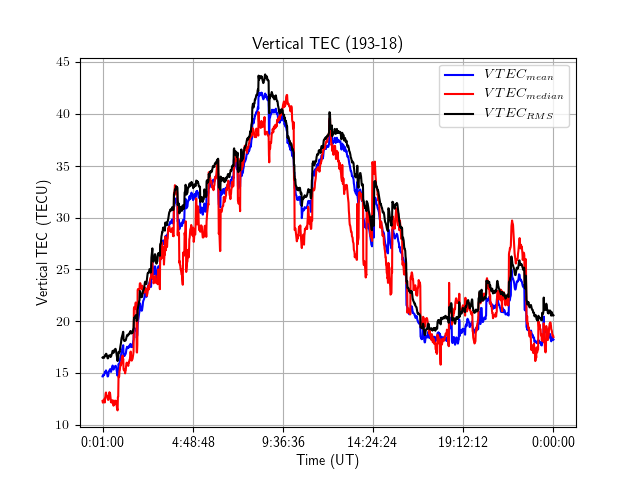 Vertical TEC (193-18)
VTEC_mean
VTEC_median
VTEC_RMS
Vertical TEC (TECU)
45
40
35
30
25
20
15
10
0:01:00 4:48:48 9:36:36 14:24:24 19:12:12 0:00:00
Time (UT)